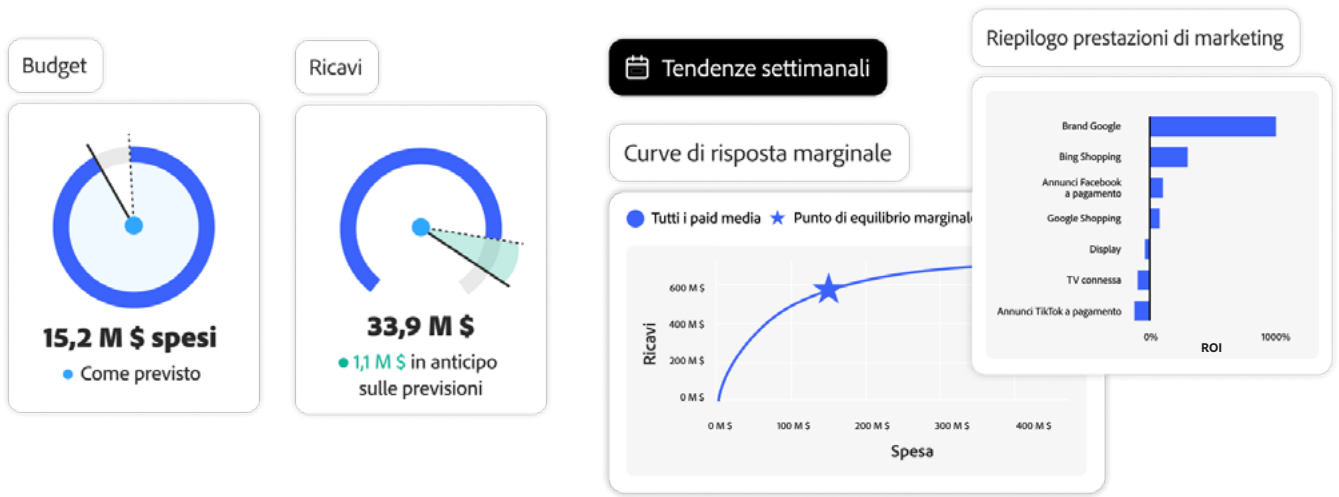 Budget
15,2 M $ spesi
Come previsto
Ricavi
33,9 M $
1,1 M $ in anticipo
sulle previsioni
Tendenze settimanali
Curve di risposta marginale
Tutti i paid media
Punto di equilibrio marginale
Ricavi
600 M $
400 M $
200 M $
0 M $
0 M $
100 M $
200 M $
300 M $
400 M $
Spesa
Riepilogo prestazioni di marketing
Brand Google
Bing Shopping
Annunci Facebook
a pagamento
Google Shopping
Display
TV connessa
Annunci TikTok a pagamento
0%
1000%
ROI